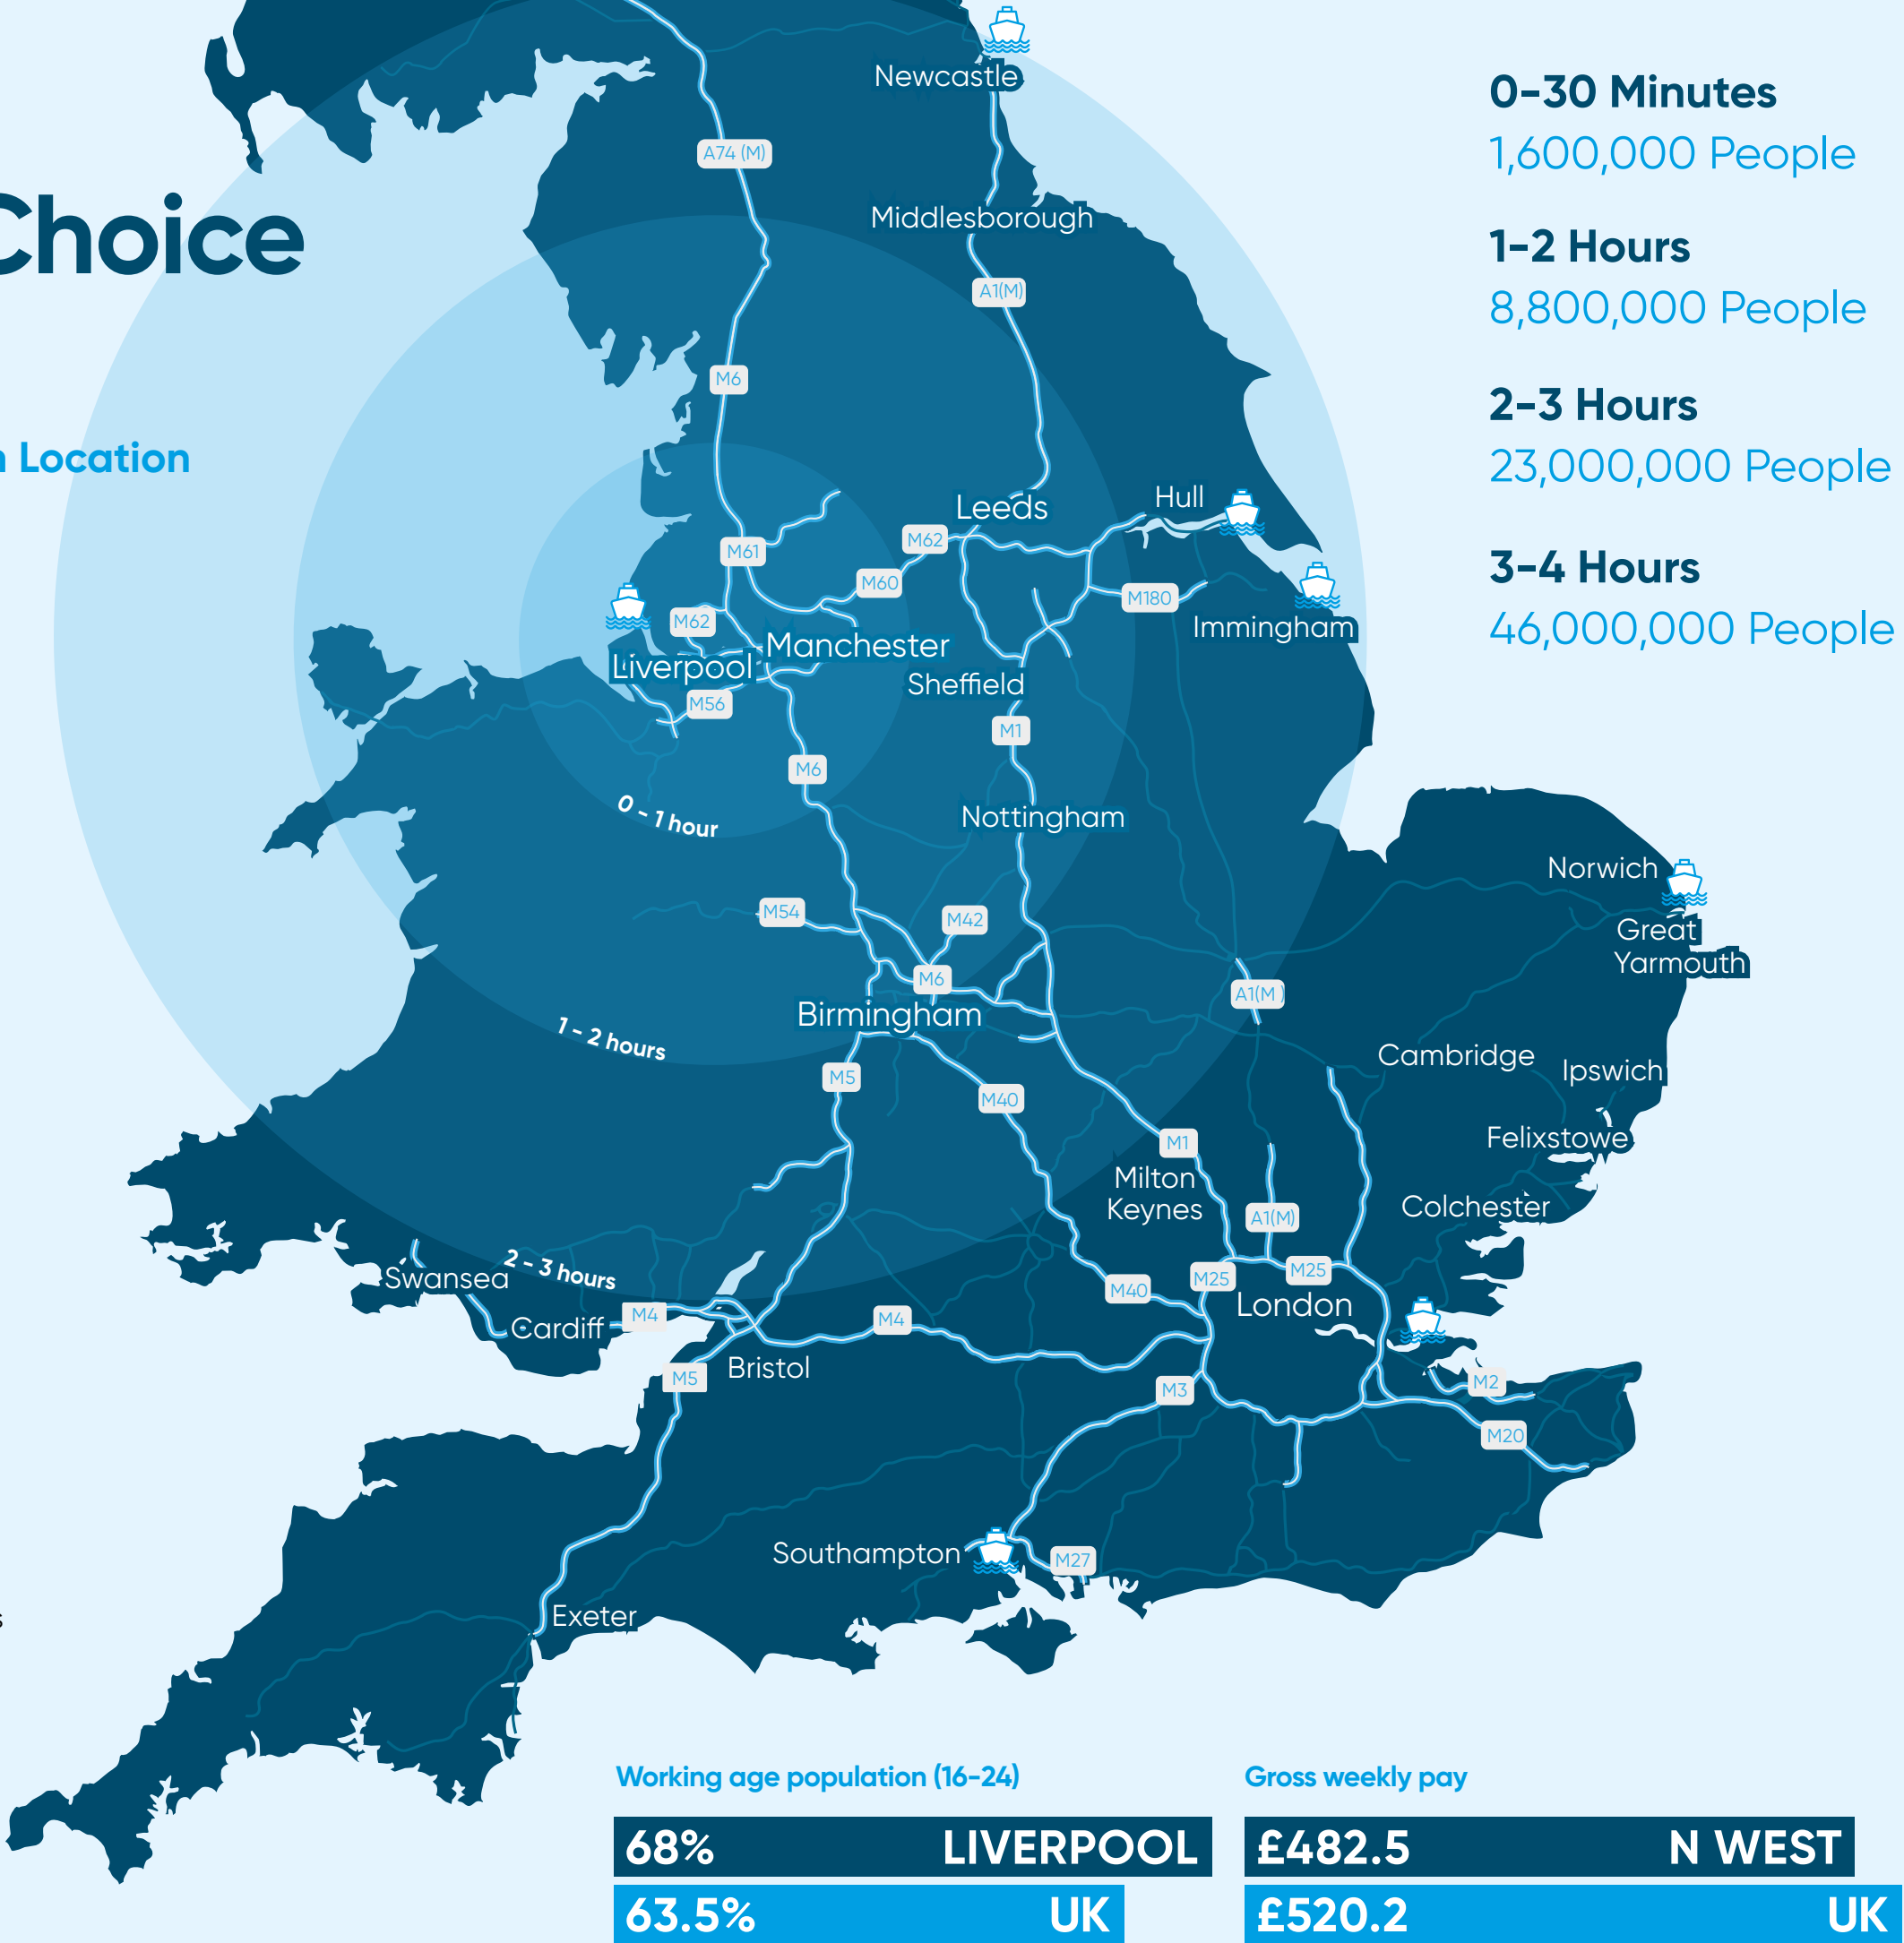 Choice
n Location
s
0-30 Minutes
1,600,000 People
1-2 Hours
8,800,000 People
2-3 Hours
23,000,000 People
3-4 Hours
46,000,000 People
Newcastle
A74 (M)
Middlesborough
A1(M)
M6
Leeds
Hull
M62
M61
M60
M180
M62
Immingham
Manchester
Liverpool
Sheffield
M56
M1
M6
0 - 1 hour
Nottingham
Norwich
M54
M42
Great
Yarmouth
M6
A1(M )
Birmingham
1 - 2 hours
Cambridge
Ipswich
M5
M40
Felixstowe
M1
Milton
Keynes
Colchester
A1(M)
2 - 3 hours
Swansea
M25
M25
M40
London
Cardiff
M4
M4
Bristol
M5
M3
M2
M20
Southampton
M27
Exeter
Working age population (16-24)
68% LIVERPOOL
63.5% UK
Gross weekly pay
£482.5 N WEST
£520.2 UK